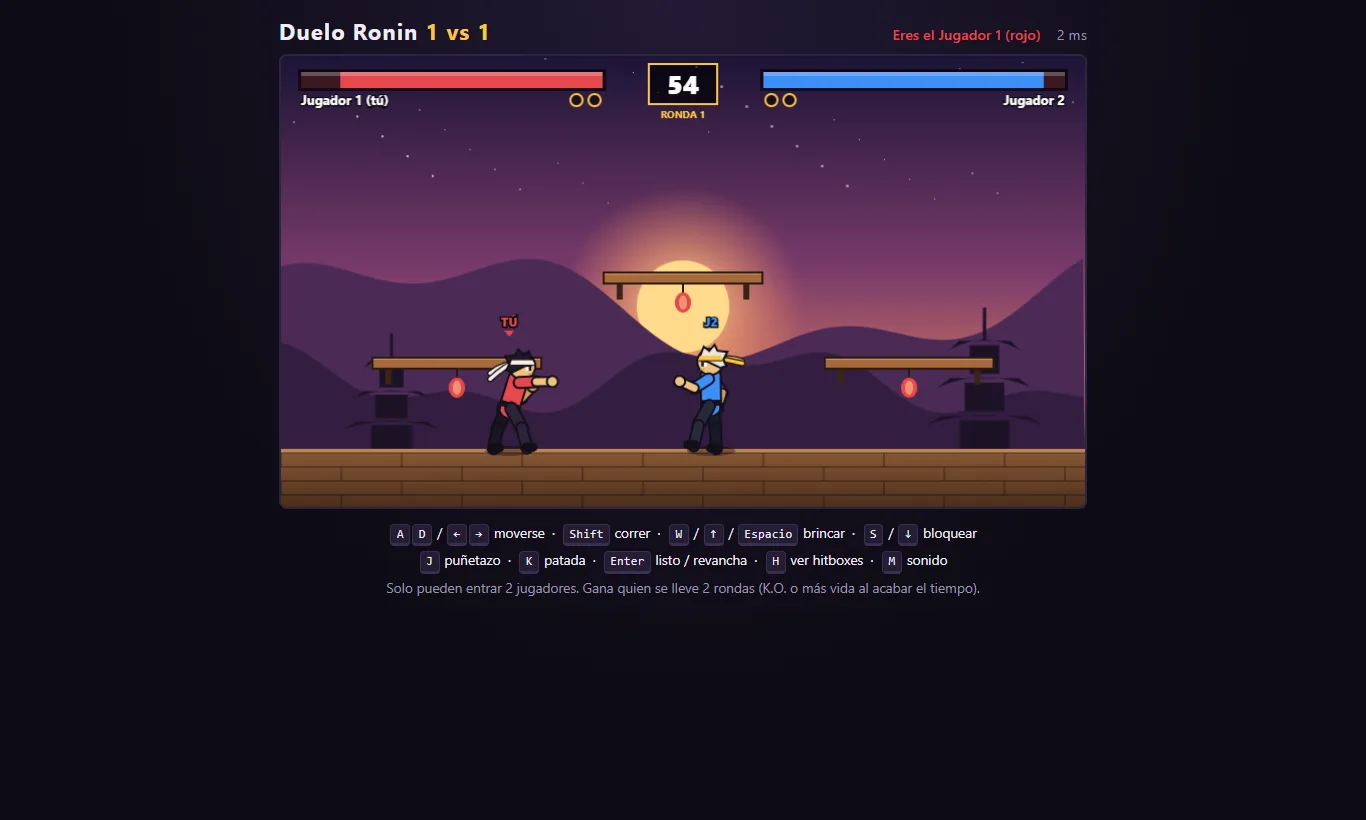 Duelo Ronin 1 vs 1
Eres el Jugador 1 (rojo) 2 ms
54
Jugador 1 (tú)
Jugador 2
RONDA 1
TÚ
J2
A D / ← → moverse · Shift correr · W / ↑ / Espacio brincar · S / ↓ bloquear
J puñetazo · K patada · Enter listo / revancha · H ver hitboxes · M sonido
Solo pueden entrar 2 jugadores. Gana quien se lleve 2 rondas (K.O. o más vida al acabar el tiempo).